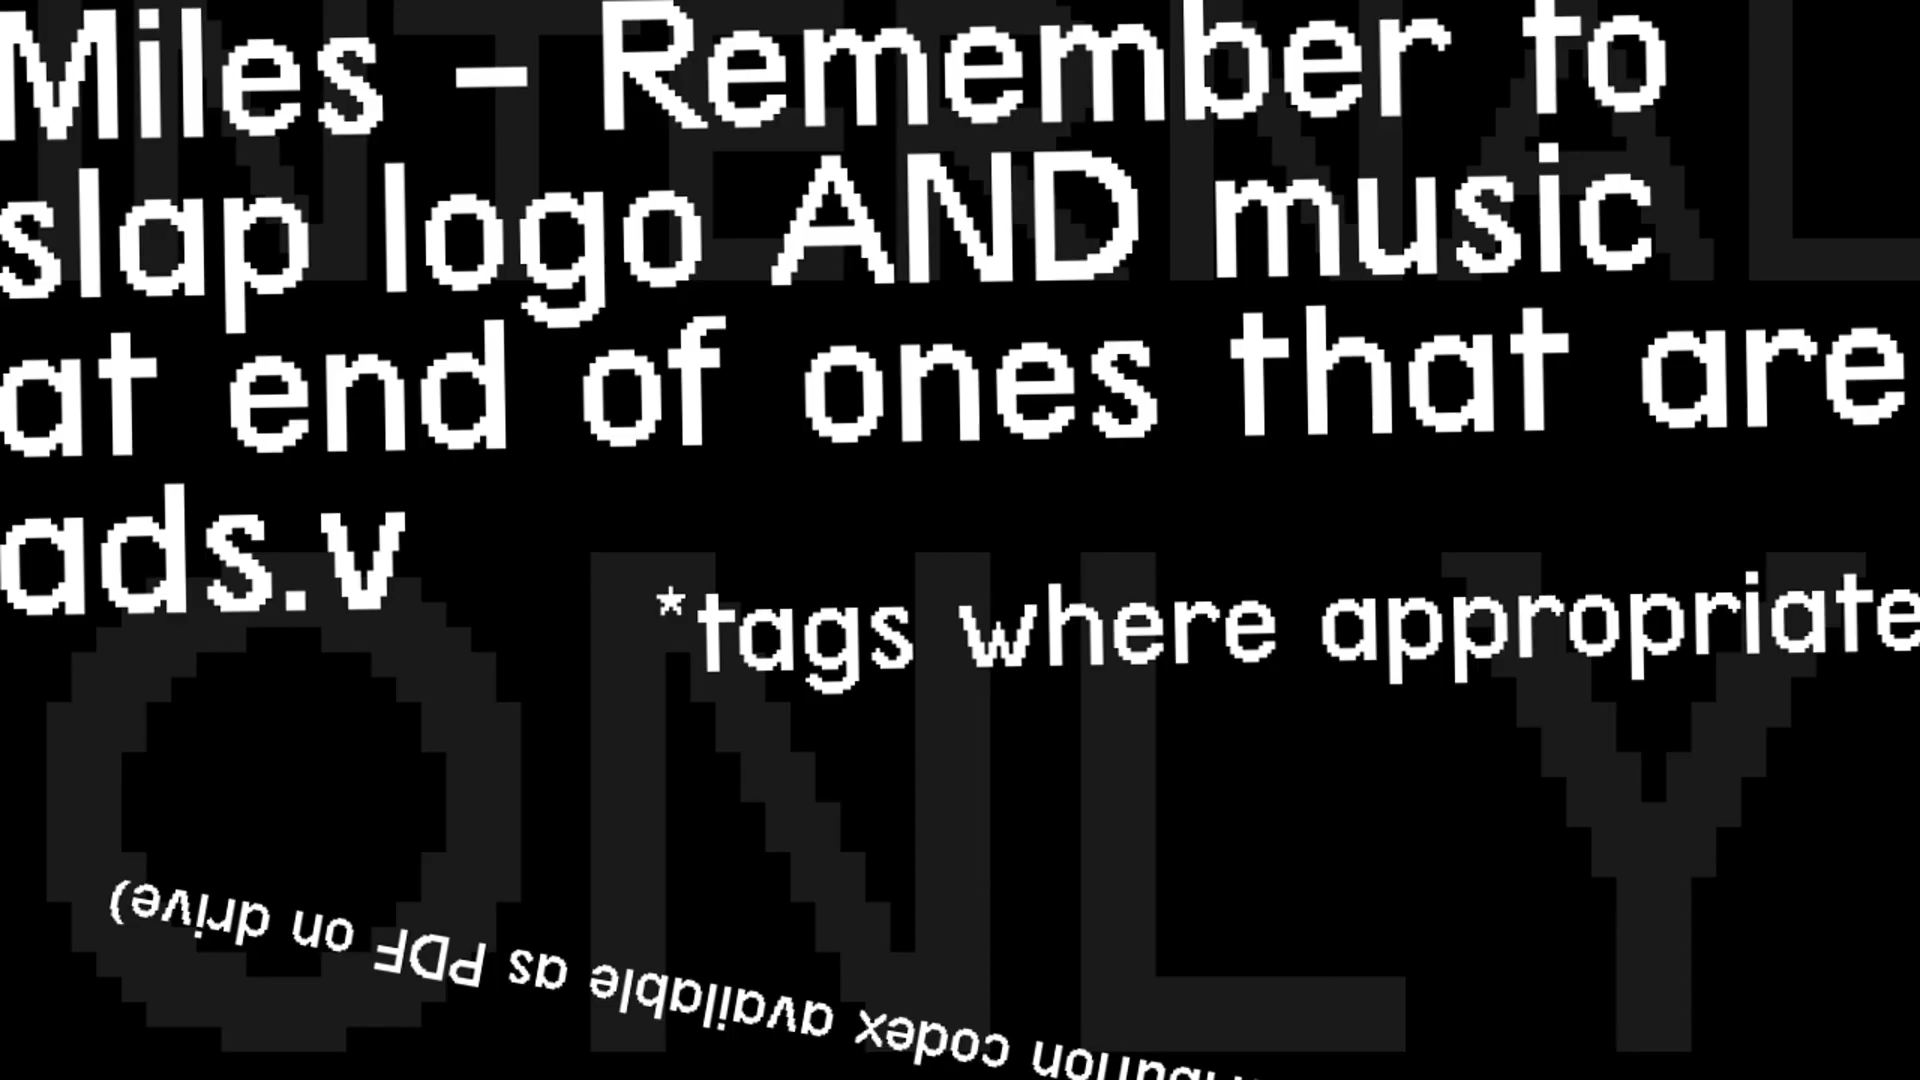 INTERNAL
ONLY
Miles - Remember to
slap logo AND music
at end of ones that are
ads.v
*tags where appropriate
codex available as PDF on drive)